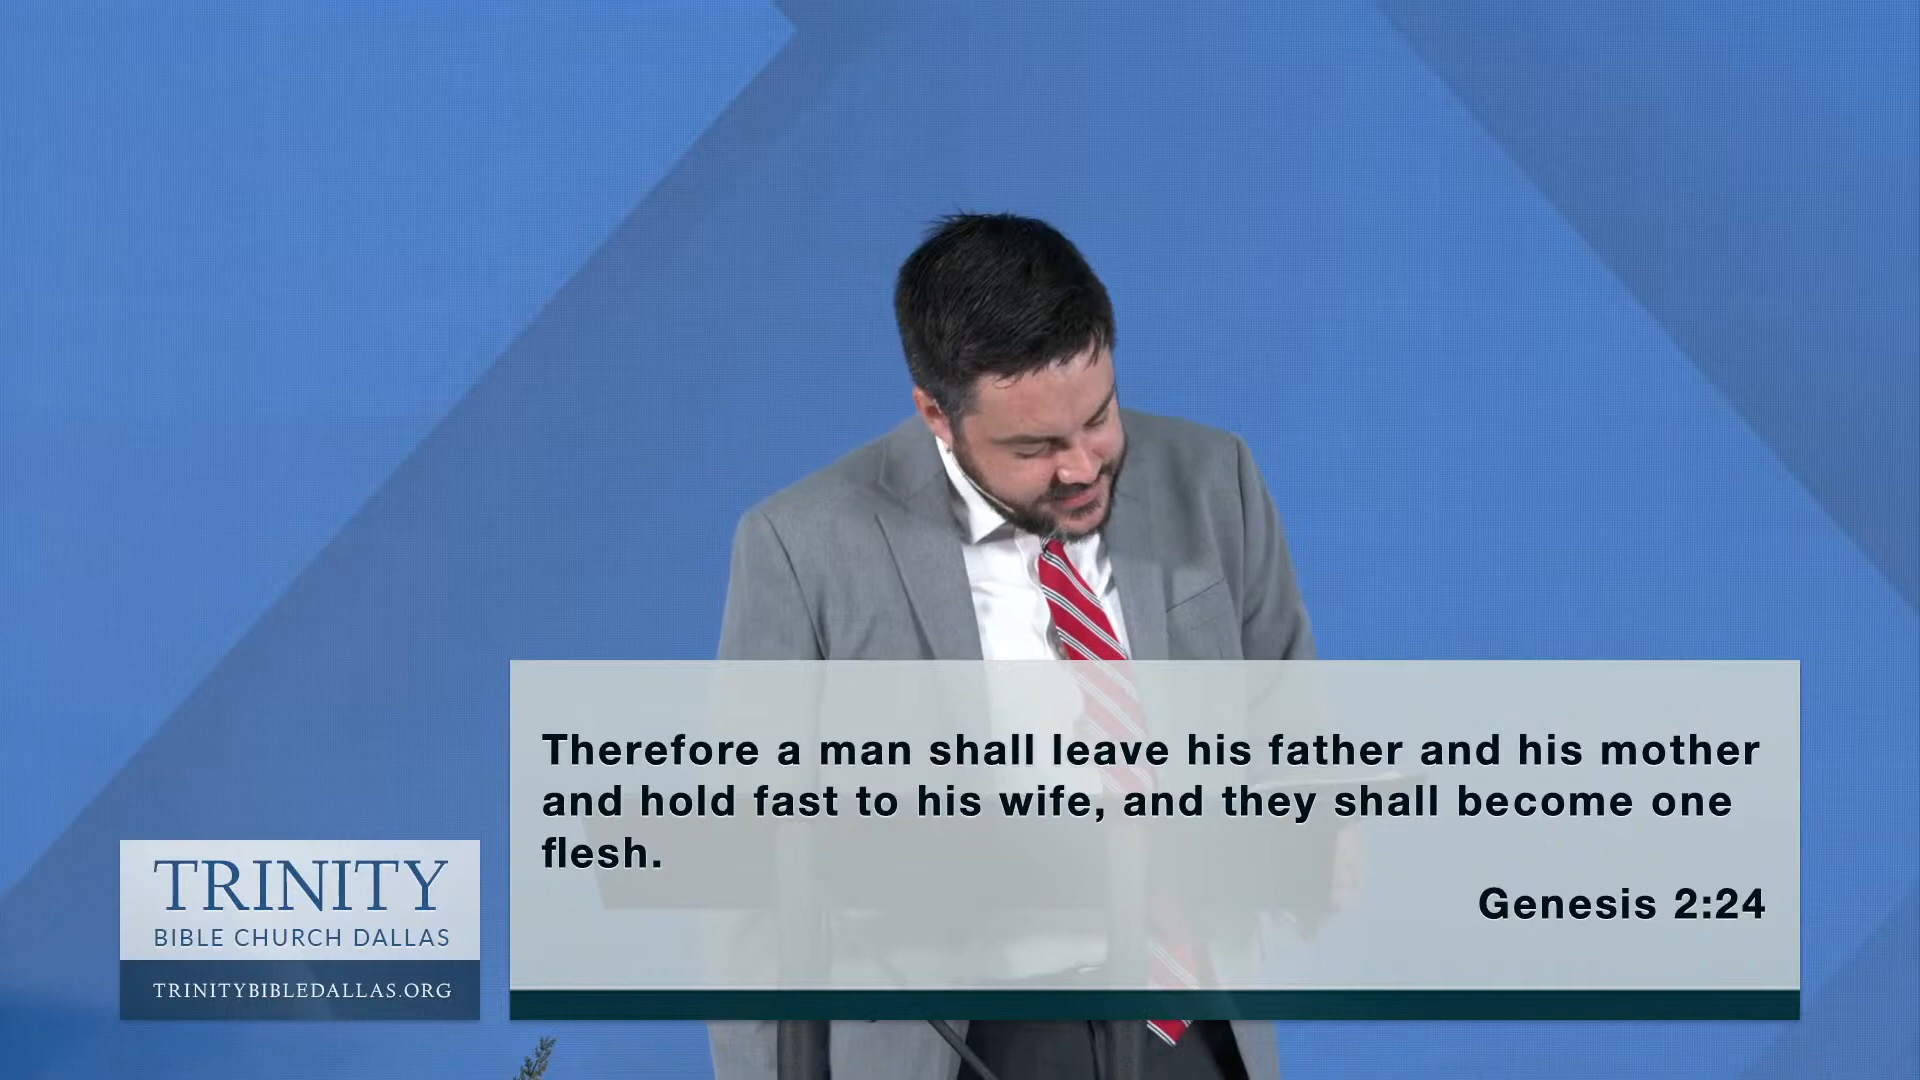 Therefore a man shall leave his father and his mother
and hold fast to his wife, and they shall become one
flesh.
Genesis 2:24
TRINITY
BIBLE CHURCH DALLAS
TRINITYBIBLEDALLAS.ORG